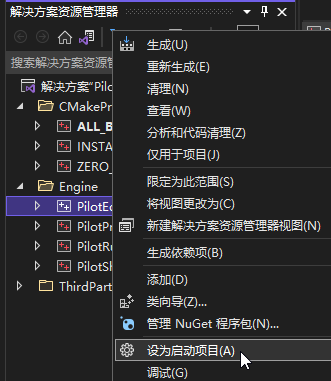 解决方案资源管理器
搜索解决方案资源管
解决方案"Pil
CMakePr
ALL_B
INSTA
ZERO_
Engine
PilotEc
PilotPr
PilotRu
PilotSh
ThirdPart
生成(U)
重新生成(E)
清理(N)
查看(W)
分析和代码清理(Z)
仅用于项目(J)
限定为此范围(S)
将视图更改为(C)
新建解决方案资源管理器视图(N)
生成依赖项(B)
添加(D)
类向导(Z)...
管理 NuGet 程序包(N)...
设为启动项目(A)
调试(G)